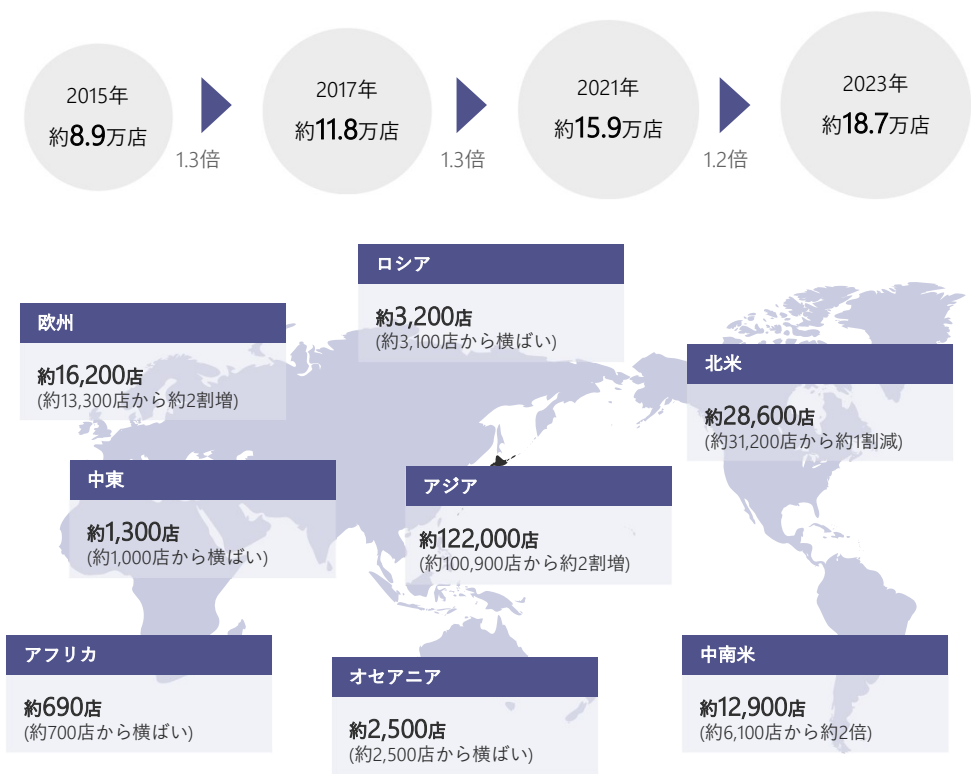 2015年
約8.9万店
1.3倍
2017年
約11.8万店
1.3倍
2021年
約15.9万店
1.2倍
2023年
約18.7万店
ロシア
約3,200店
(約3,100店から横ばい)
欧州
約16,200店
(約13,300店から約2割増)
北米
約28,600店
(約31,200店から約1割減)
中東
約1,300店
(約1,000店から横ばい)
アジア
約122,000店
(約100,900店から約2割増)
アフリカ
約690店
(約700店から横ばい)
オセアニア
約2,500店
(約2,500店から横ばい)
中南米
約12,900店
(約6,100店から約2倍)